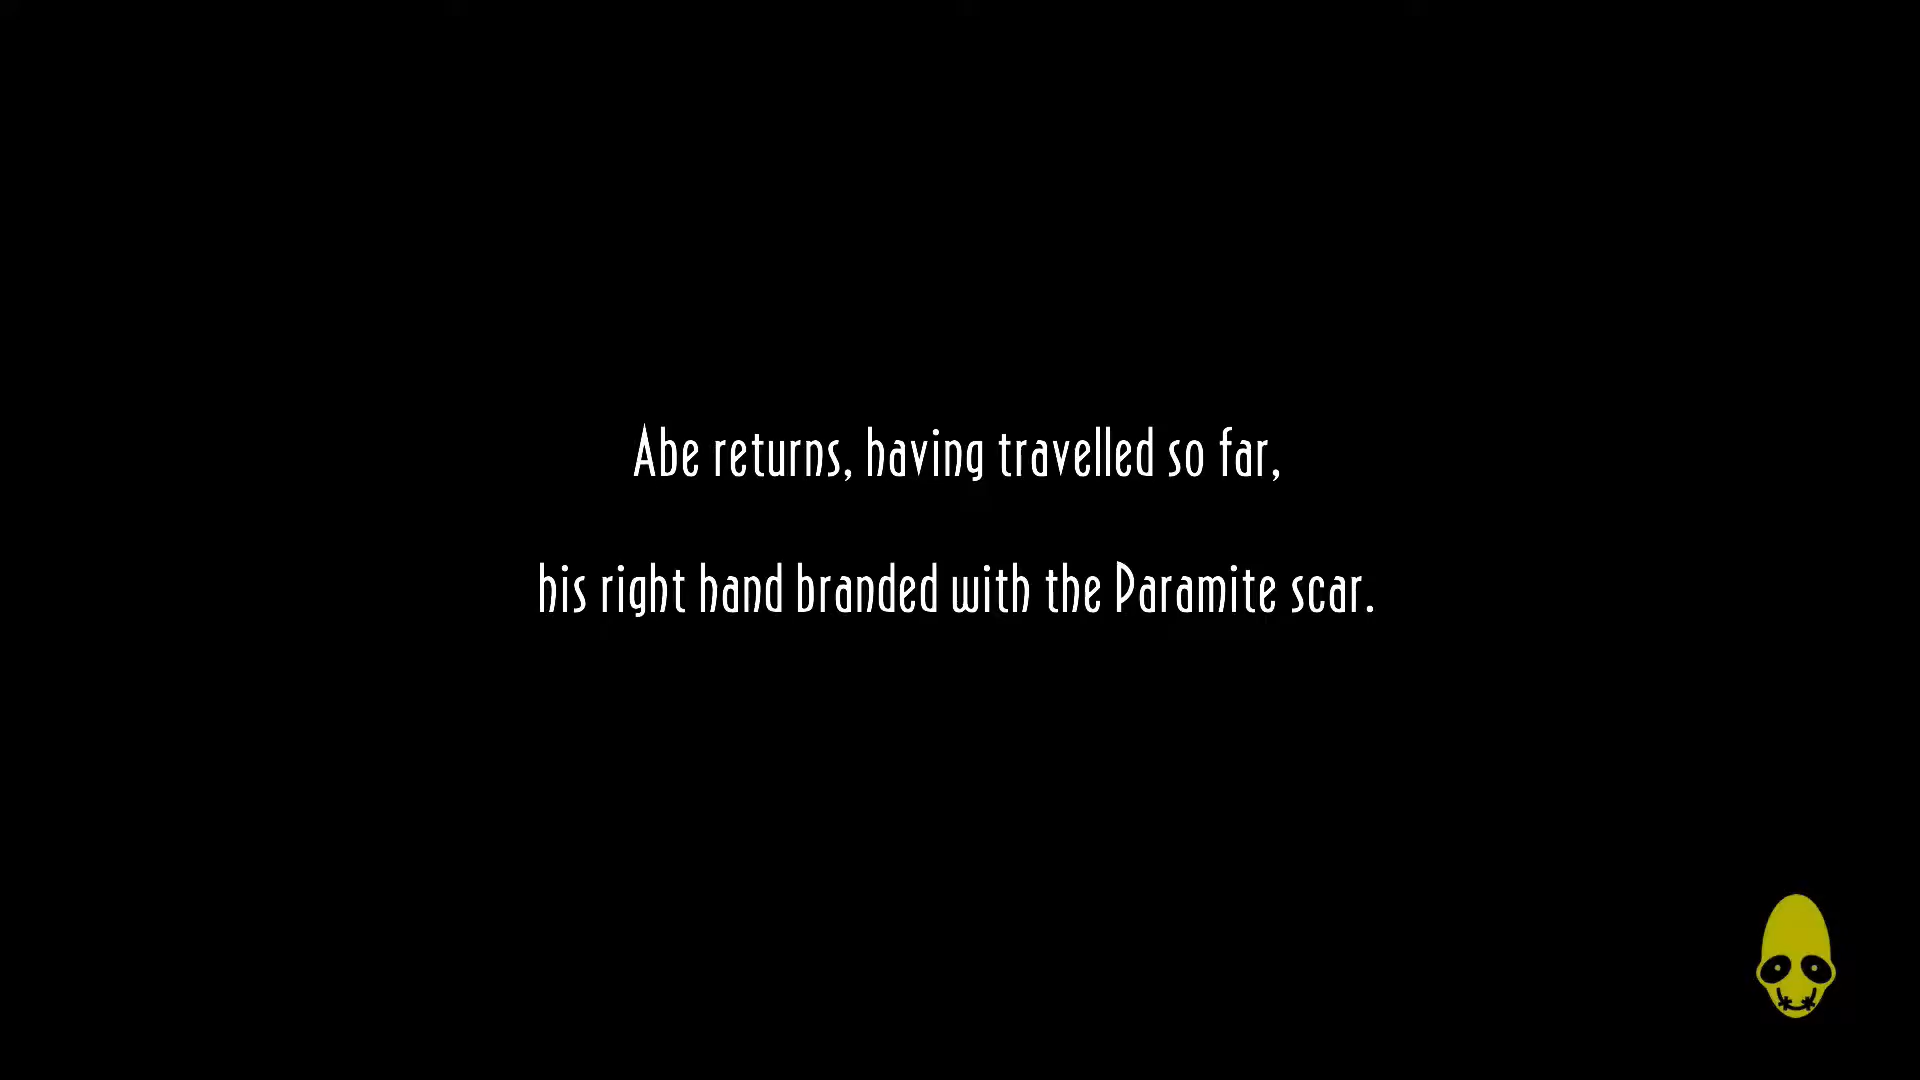 Abe returns, having travelled so far,
his right hand branded with the Paramite scar.